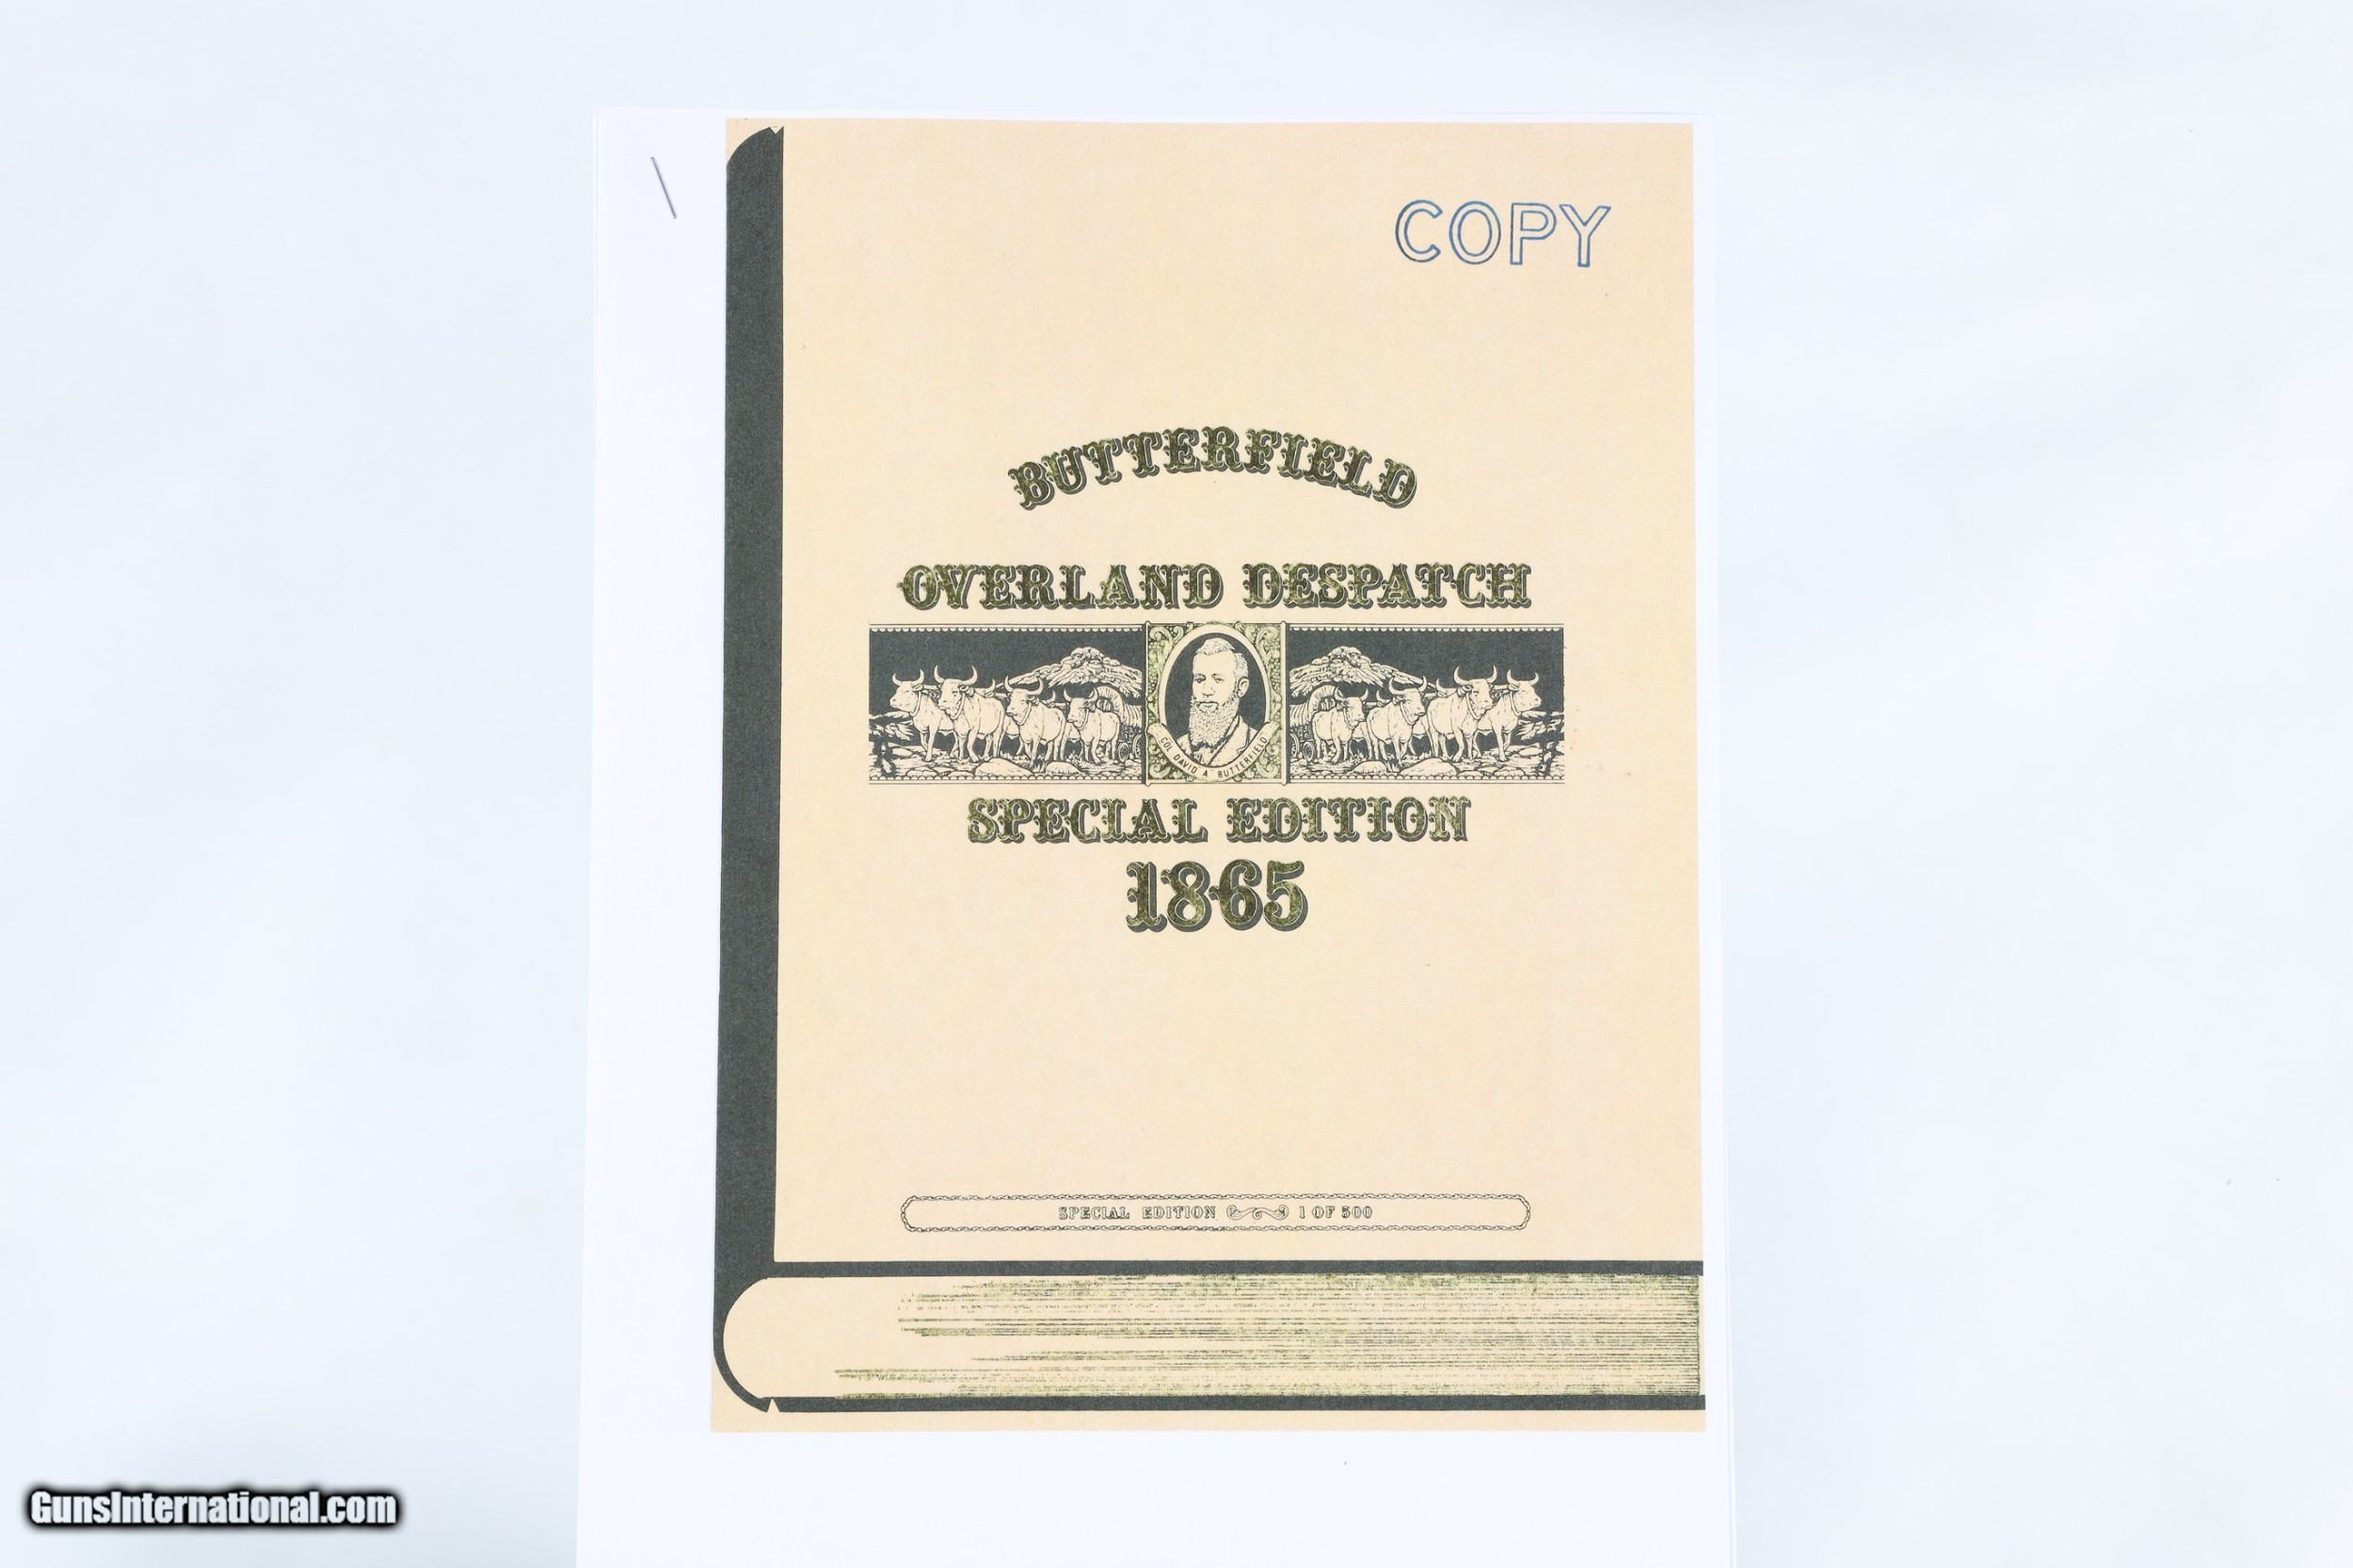 COPY
BUTTERFIELD
OVERLAND DESPATCH
COL DAVID A BUTTERFIELD
SPECIAL EDITION
1865
SPECIAL EDITION 1 OF 500
GunsInternational.com